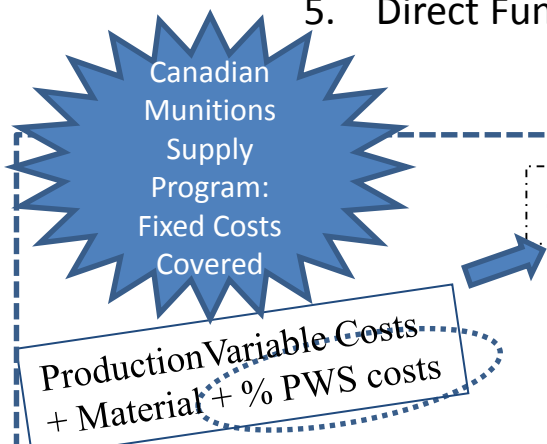 5. Direct Fun
Canadian
Munitions
Supply
Program:
Fixed Costs
Covered
ProductionVariable Costs
+ Material + % PWS costs